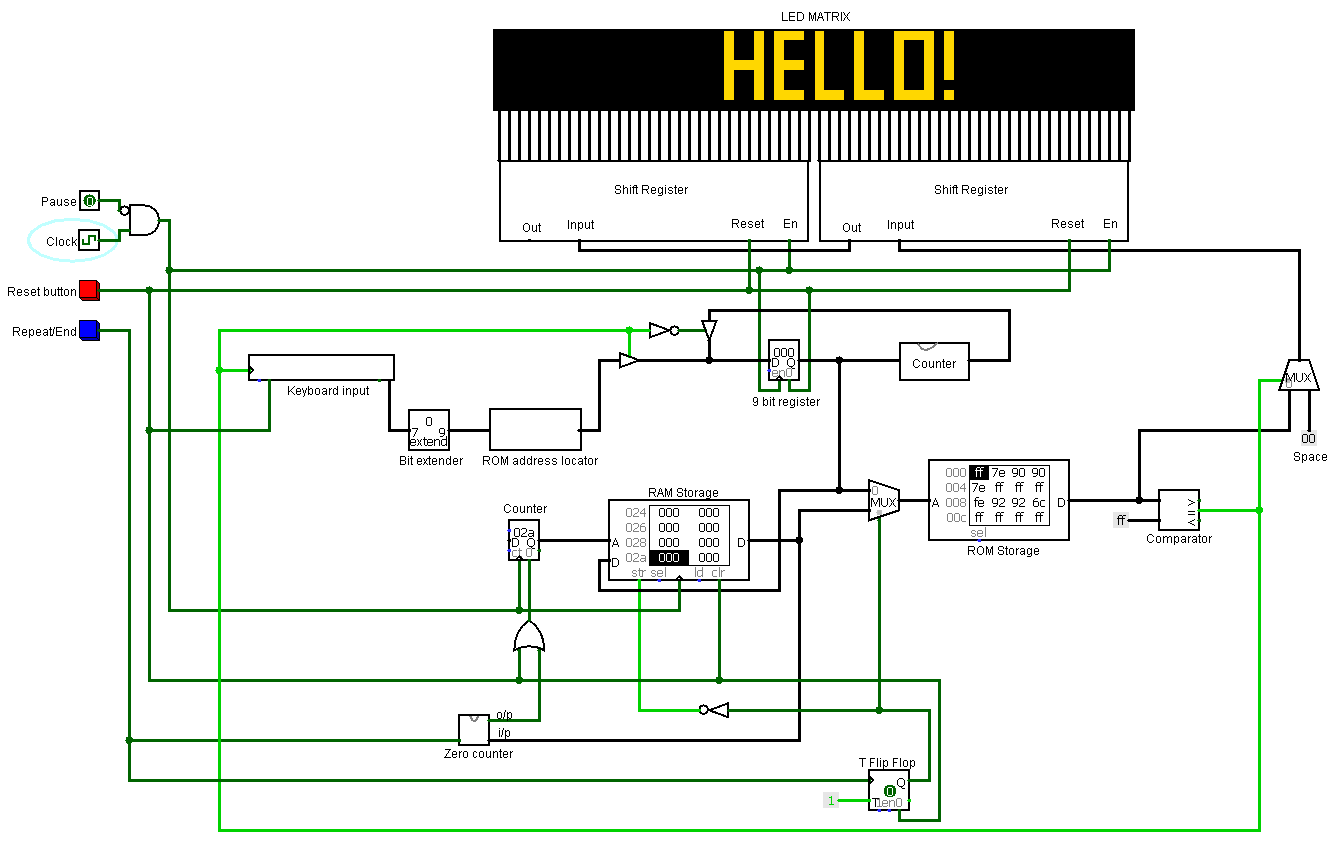 LED MATRIX
HELLO!
Shift Register
Shift Register
Out
Input
Reset
En
Out
Input
Reset
En
Pause
0
Clock
Reset button
Repeat/End
Keyboard input
0
7 9
extend
Bit extender
ROM address locator
000
D Q
en0
9 bit register
Counter
MUX
0
00
Space
Counter
02a
D Q
ct 0
RAM Storage
024 000 000
026 000 000
028 000 000
02a 000 000
A
D
D
str sel ld clr
0
MUX
000 ff 7e 90 90
004 7e ff ff ff
008 fe 92 92 6c
00c ff ff ff ff
A
D
sel
ROM Storage
ff
>
=
<
Comparator
o/p
i/p
Zero counter
T Flip Flop
Q
0
1
T1en0